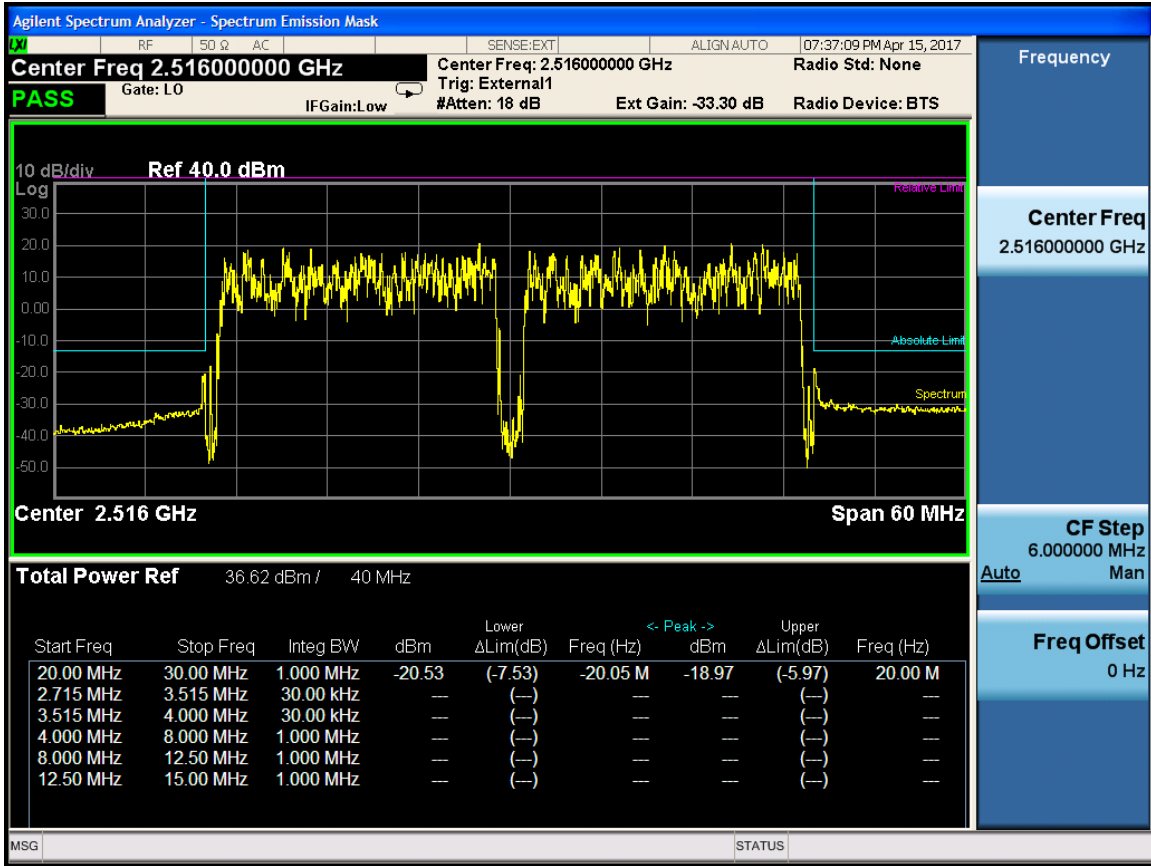 Agilent Spectrum Analyzer - Spectrum Emission Mask
LXI RF 50 Ω AC SENSE:EXT ALIGN AUTO 07:37:09 PM Apr 15, 2017
Center Freq 2.516000000 GHz Center Freq: 2.516000000 GHz Radio Std: None
PASS Gate: LO IFGain:Low Trig: External1
#Atten: 18 dB Ext Gain: -33.30 dB Radio Device: BTS
10 dB/div Ref 40.0 dBm
Log
Relative Limit
30.0
20.0
10.0
0.00
-10.0
Absolute Limit
-20.0
Spectrum
-30.0
-40.0
-50.0
Center 2.516 GHz Span 60 MHz
Total Power Ref 36.62 dBm / 40 MHz
Lower <- Peak -> Upper
Start Freq Stop Freq Integ BW dBm ΔLim(dB) Freq (Hz) dBm ΔLim(dB) Freq (Hz)
20.00 MHz 30.00 MHz 1.000 MHz -20.53 (-7.53) -20.05 M -18.97 (-5.97) 20.00 M
2.715 MHz 3.515 MHz 30.00 kHz --- (---) --- --- (---) ---
3.515 MHz 4.000 MHz 30.00 kHz --- (---) --- --- (---) ---
4.000 MHz 8.000 MHz 1.000 MHz --- (---) --- --- (---) ---
8.000 MHz 12.50 MHz 1.000 MHz --- (---) --- --- (---) ---
12.50 MHz 15.00 MHz 1.000 MHz --- (---) --- --- (---) ---
MSG STATUS
Frequency
Center Freq
2.516000000 GHz
CF Step
6.000000 MHz
Auto Man
Freq Offset
0 Hz